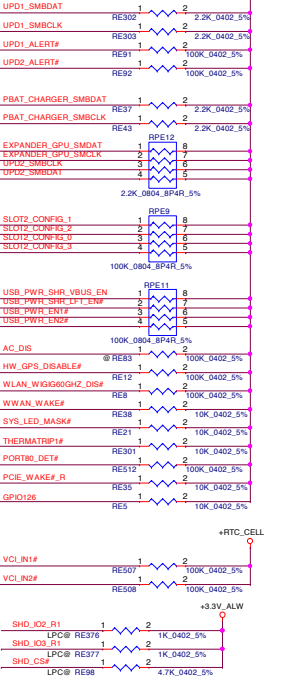 UPD1_SMBDAT 1 2
RE302 2.2K_0402_5%
UPD1_SMBCLK 1 2
RE303 2.2K_0402_5%
UPD1_ALERT# 1 2
RE91 100K_0402_5%
UPD2_ALERT# 1 2
RE92 100K_0402_5%
PBAT_CHARGER_SMBDAT 1 2
RE37 2.2K_0402_5%
PBAT_CHARGER_SMBCLK 1 2
RE43 2.2K_0402_5%
RPE12
EXPANDER_GPU_SMDAT 1 8
EXPANDER_GPU_SMCLK 2 7
UPD2_SMBCLK 3 6
UPD2_SMBDAT 4 5
2.2K_0804_8P4R_5%
RPE9
SLOT2_CONFIG_1 1 8
SLOT2_CONFIG_2 2 7
SLOT2_CONFIG_0 3 6
SLOT2_CONFIG_3 4 5
100K_0804_8P4R_5%
RPE11
USB_PWR_SHR_VBUS_EN 1 8
USB_PWR_SHR_LFT_EN# 2 7
USB_PWR_EN1# 3 6
USB_PWR_EN2# 4 5
100K_0804_8P4R_5%
AC_DIS 1 2
@ RE85 100K_0402_5%
HW_GPS_DISABLE# 1 2
RE12 100K_0402_5%
WLAN_WIGIG60GHZ_DIS# 1 2
RE8 100K_0402_5%
WWAN_WAKE# 1 2
RE38 10K_0402_5%
SYS_LED_MASK# 1 2
RE21 10K_0402_5%
THERMATRIP1# 1 2
RE301 10K_0402_5%
PORT80_DET# 1 2
RE512 100K_0402_5%
PCIE_WAKE#_R 1 2
RE35 10K_0402_5%
GPIO126 1 2
RE5 10K_0402_5%
+RTC_CELL
VCI_IN1# 1 2
RE507 100K_0402_5%
VCI_IN2# 1 2
RE508 100K_0402_5%
+3.3V_ALW
SHD_IO2_R1 1 2
LPC@ RE376 1K_0402_5%
SHD_IO3_R1 1 2
LPC@ RE377 1K_0402_5%
SHD_CS# 1 2
LPC@ RE98 4.7K_0402_5%